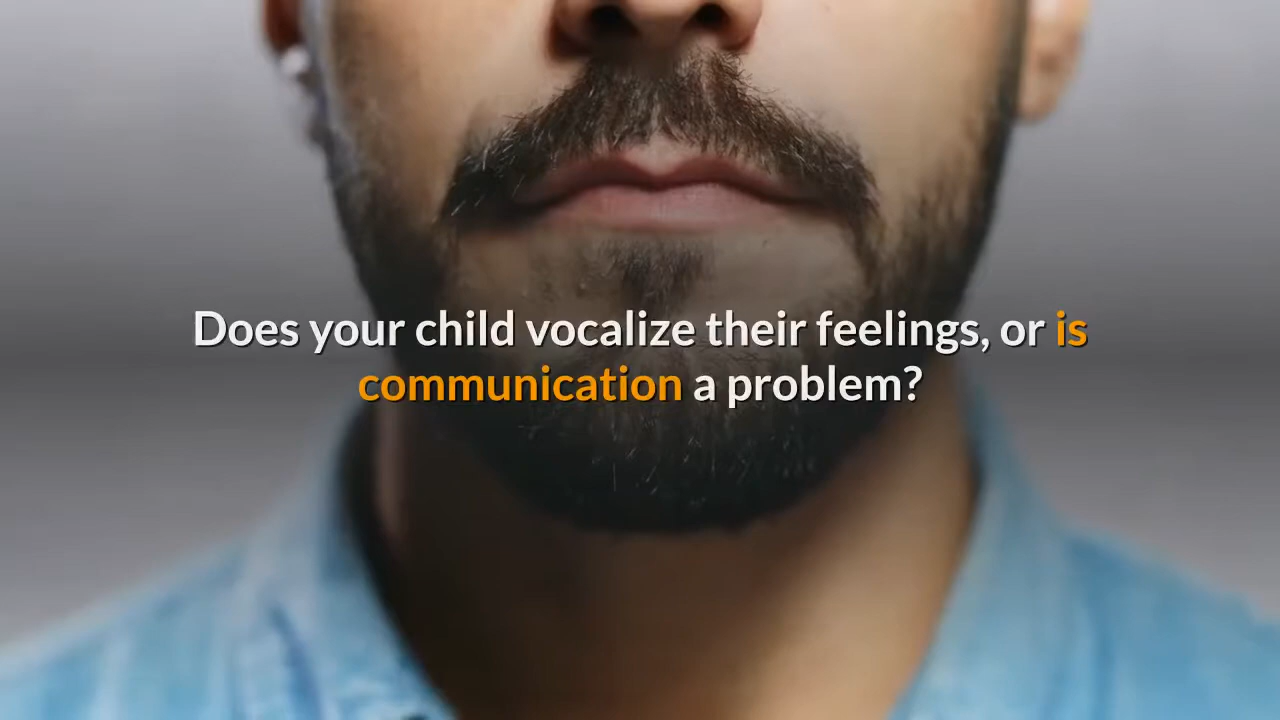 Does your child vocalize their feelings, or is
communication a problem?